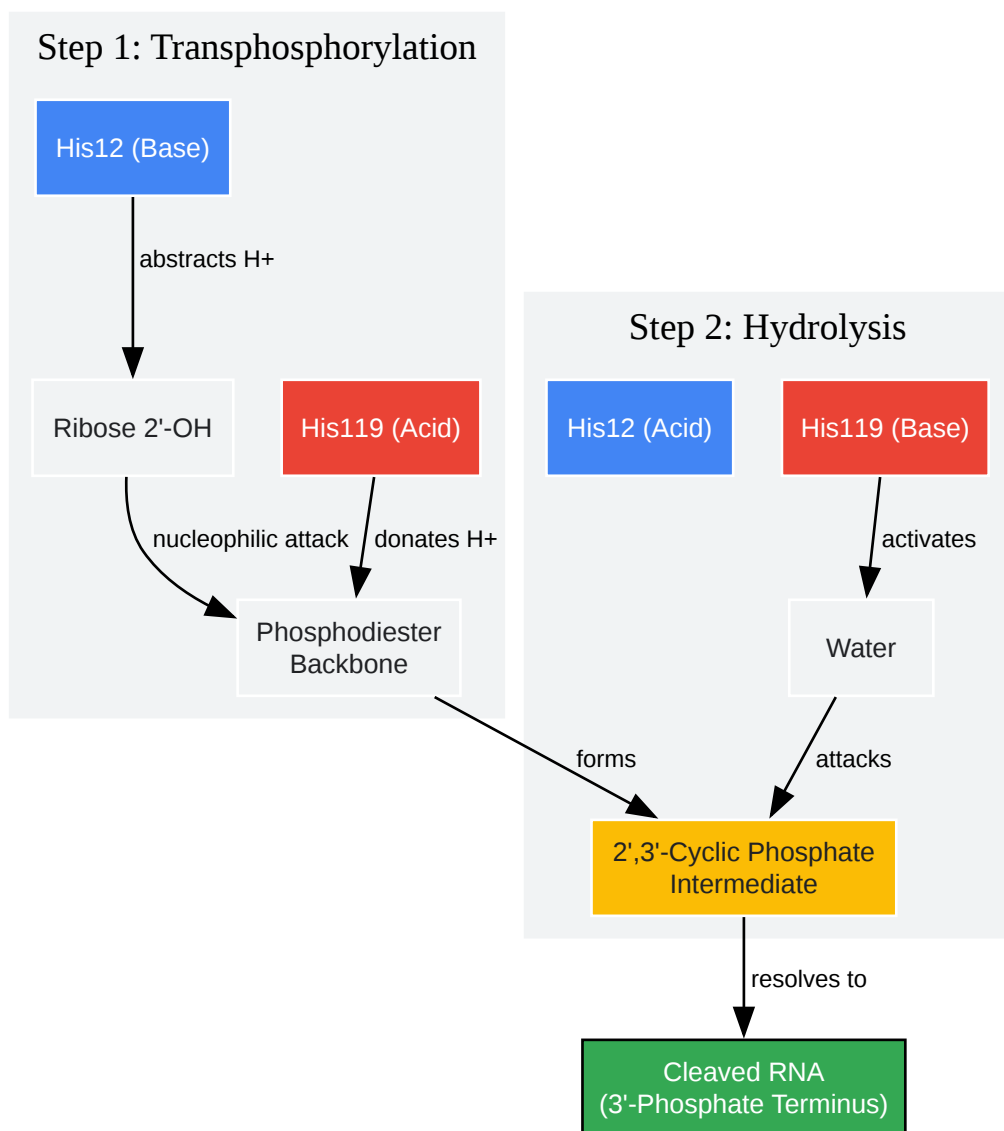 Step 1: Transphosphorylation
His12 (Base)
abstracts H+
Ribose 2'-OH
His119 (Acid)
nucleophilic attack
donates H+
Phosphodiester
Backbone
Step 2: Hydrolysis
His12 (Acid)
His119 (Base)
activates
Water
forms
attacks
2',3'-Cyclic Phosphate
Intermediate
resolves to
Cleaved RNA
(3'-Phosphate Terminus)